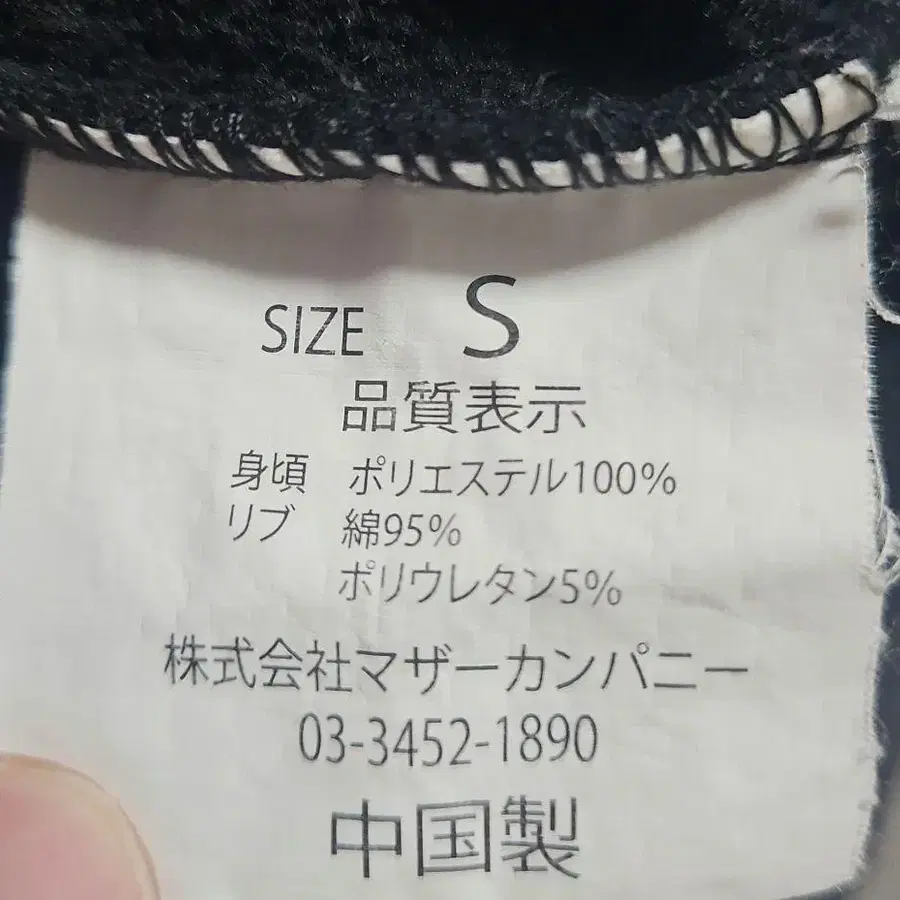 SIZE S
品質表示
身頃 ポリエステル100%
リブ 綿95%
ポリウレタン5%
株式会社マザーカンパニー
03-3452-1890
中国製